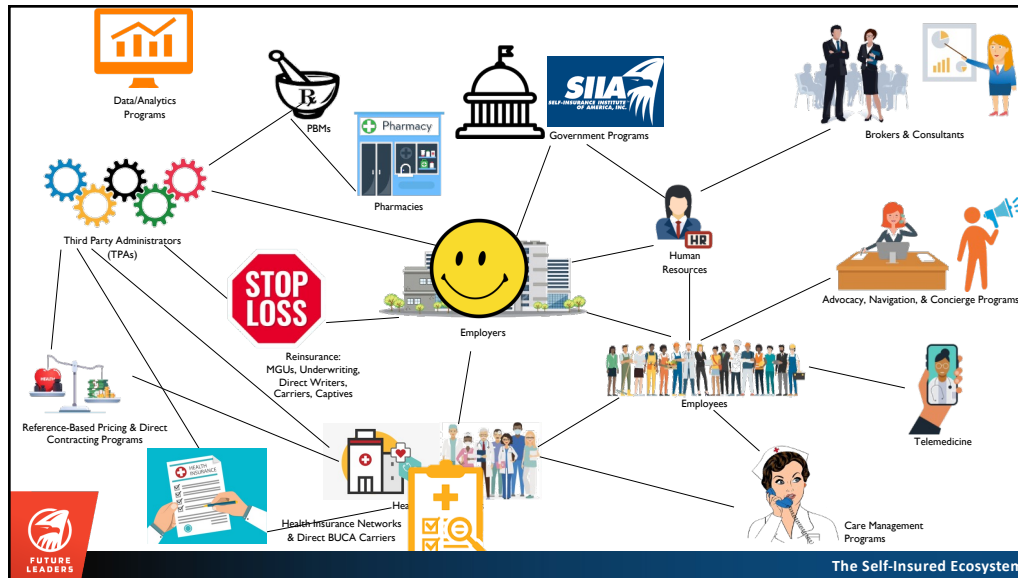 Data/Analytics
Programs
PBMs
Pharmacy
Pharmacies
SIIA
SELF-INSURANCE INSTITUTE
OF AMERICA, INC.
Government Programs
Brokers & Consultants
Third Party Administrators
(TPAs)
HR
Human
Resources
Advocacy, Navigation, & Concierge Programs
STOP
LOSS
Employers
Reinsurance:
MGUs, Underwriting,
Direct Writers,
Carriers, Captives
HEALTH
Reference-Based Pricing & Direct
Contracting Programs
Employees
Telemedicine
HEALTH
INSURANCE
Health Insurance Networks
& Direct BUCA Carriers
Care Management
Programs
FUTURE
LEADERS
The Self-Insured Ecosystem